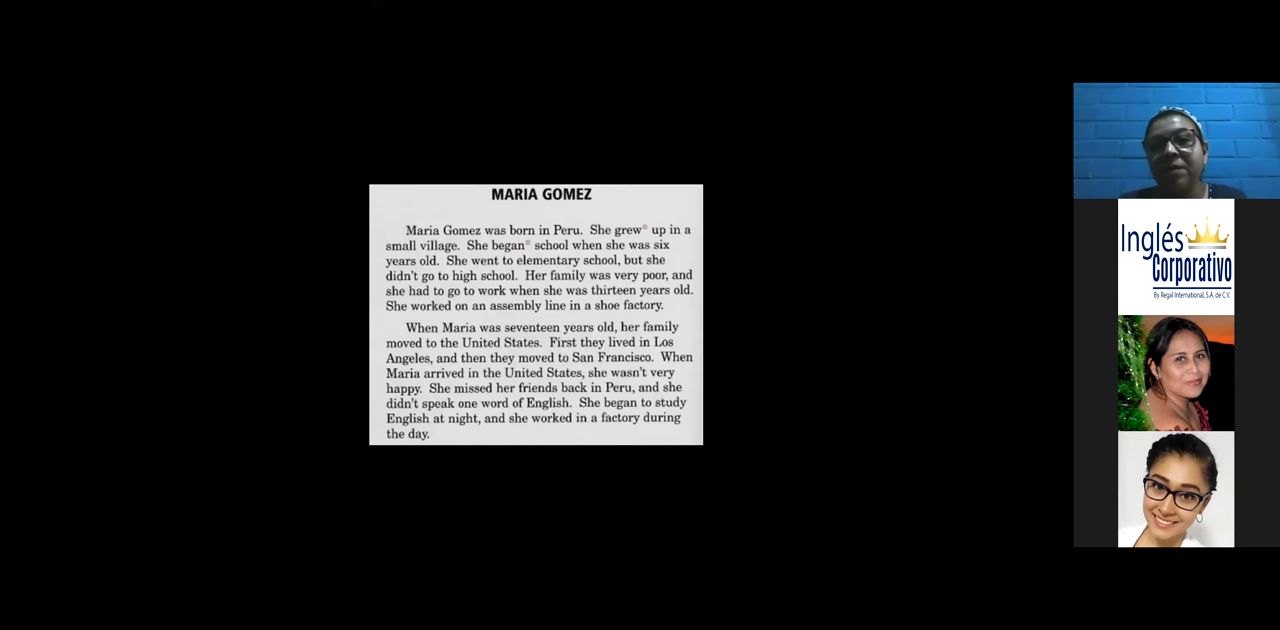 MARIA GOMEZ
Maria Gomez was born in Peru. She grew° up in a
small village. She began° school when she was six
years old. She went to elementary school, but she
didn't go to high school. Her family was very poor, and
she had to go to work when she was thirteen years old.
She worked on an assembly line in a shoe factory.
When Maria was seventeen years old, her family
moved to the United States. First they lived in Los
Angeles, and then they moved to San Francisco. When
Maria arrived in the United States, she wasn't very
happy. She missed her friends back in Peru, and she
didn't speak one word of English. She began to study
English at night, and she worked in a factory during
the day.
Inglés
Corporativo
By Regal International, S.A. de C.V.